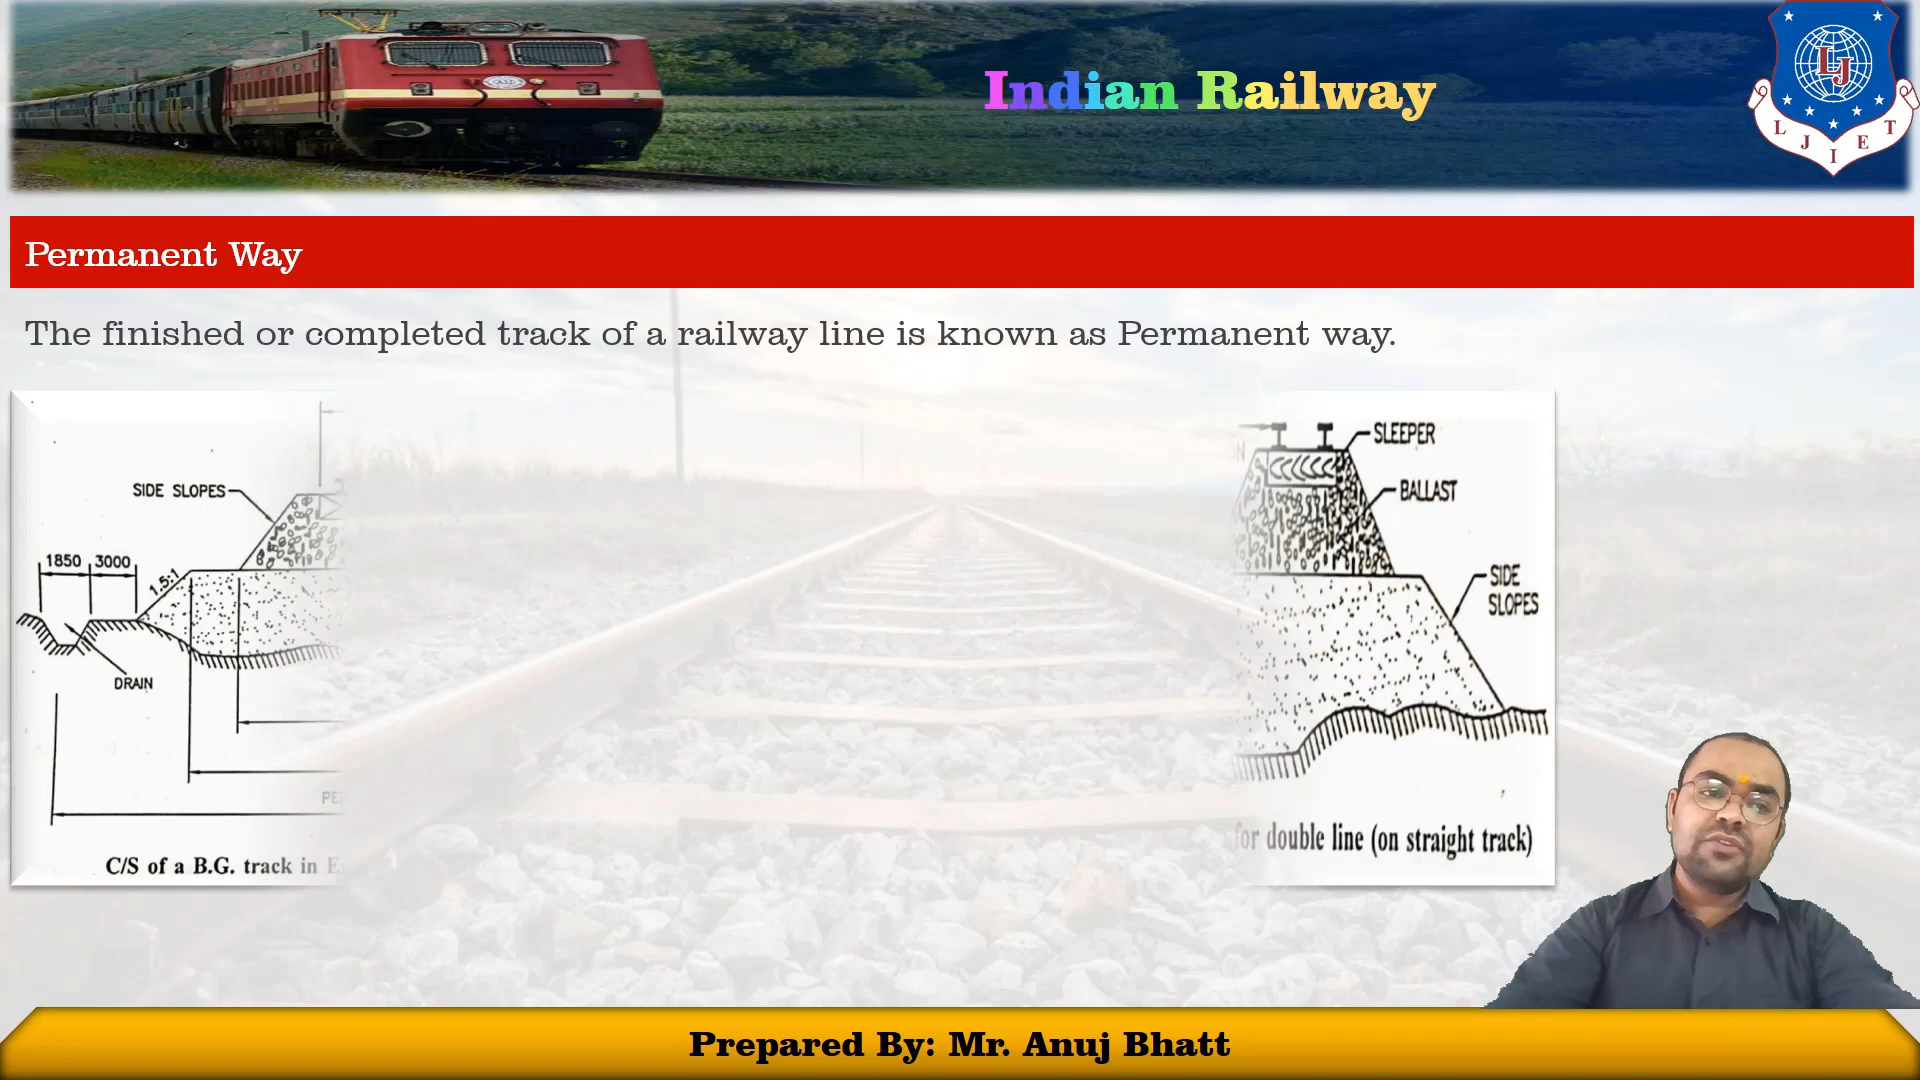 Indian Railway
L J I E T
LJ
Permanent Way
The finished or completed track of a railway line is known as Permanent way.
SIDE SLOPES
1850 3000
1.5:1
DRAIN
C/S of a B.G. track in
SLEEPER
BALLAST
SIDE
SLOPES
for double line (on straight track)
Prepared By: Mr. Anuj Bhatt